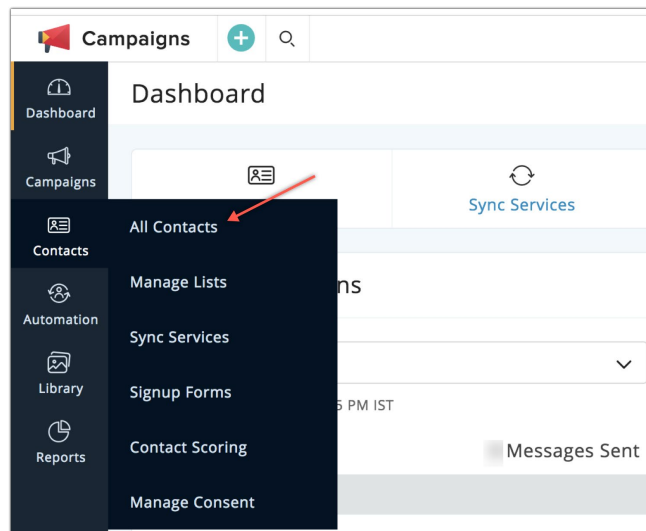 Campaigns
Dashboard
Dashboard
Campaigns
Contacts
Automation
Library
Reports
All Contacts
Manage Lists
Sync Services
Signup Forms
Contact Scoring
Manage Consent
Sync Services
ns
5 PM IST
Messages Sent